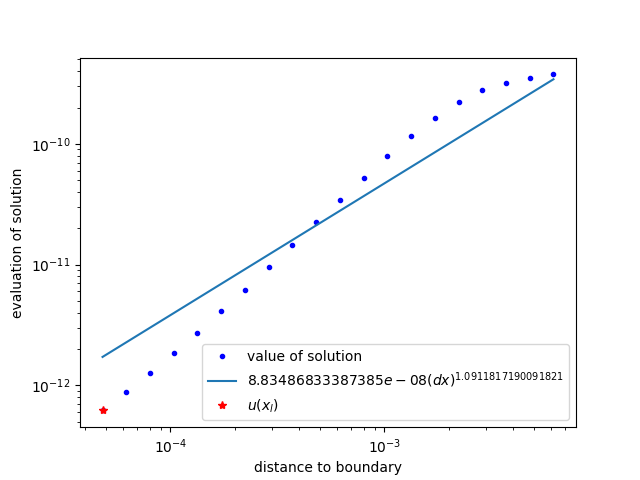 10⁻¹⁰
10⁻¹¹
10⁻¹²
evaluation of solution
value of solution
8.83486833387385e − 08(dx)^1.0911817190091821
u(x_l)
10⁻⁴ 10⁻³
distance to boundary